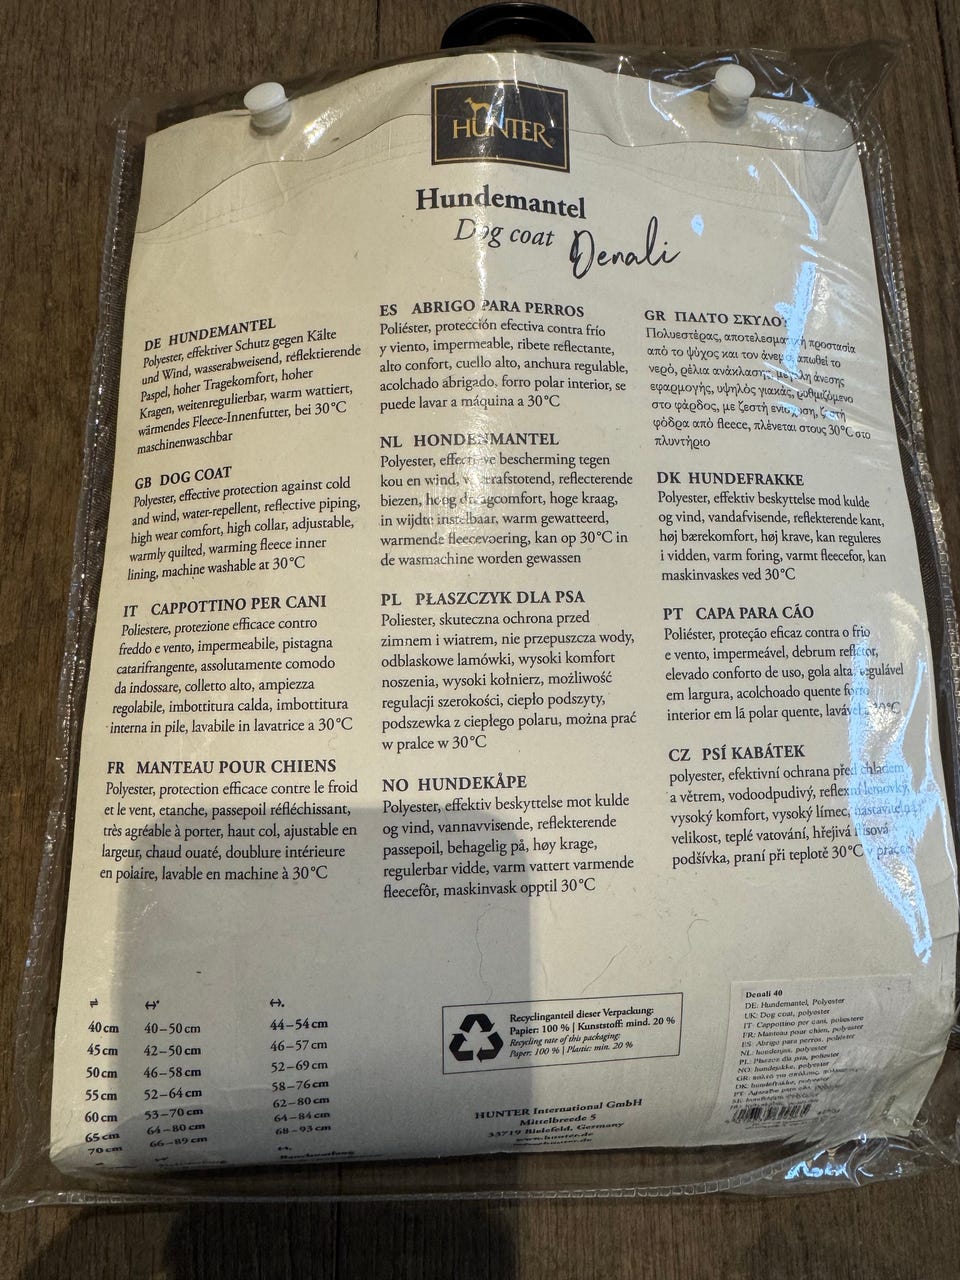 HUNTER
Hundemantel
Dog coat
Denali
DE HUNDEMANTEL
Polyester, effektiver Schutz gegen Kälte
und Wind, wasserabweisend, réflektierende
Paspel, hoher Tragekomfort, hoher
Kragen, weitenregulierbar, warm wattiert,
wärmendes Fleece-Innenfutter, bei 30°C
maschinenwaschbar
GB DOG COAT
Polyester, effective protection against cold
and wind, water-repellent, reflective piping,
high wear comfort, high collar, adjustable,
warmly quilted, warming fleece inner
lining, machine washable at 30°C
IT CAPPOTTINO PER CANI
Poliestere, protezione efficace contro
freddo e vento, impermeabile, pistagna
catarifrangente, assolutamente comodo
da indossare, colletto alto, ampiezza
regolabile, imbottitura calda, imbottitura
interna in pile, lavabile in lavatrice a 30°C
FR MANTEAU POUR CHIENS
Polyester, protection efficace contre le froid
et le vent, etanche, passepoil réfléchissant,
très agréable à porter, haut col, ajustable en
largeur, chaud ouaté, doublure intérieure
en polaire, lavable en machine à 30°C
ES ABRIGO PARA PERROS
Poliéster, protección efectiva contra frío
y viento, impermeable, ribete reflectante,
alto confort, cuello alto, anchura regulable,
acolchado abrigado, forro polar interior, se
puede lavar a máquina a 30°C
NL HONDENMANTEL
Polyester, effectieve bescherming tegen
kou en wind, waterafstotend, reflecterende
biezen, hoog draagcomfort, hoge kraag,
in wijdte instelbaar, warm gewatteerd,
warmende fleecevoering, kan op 30°C in
de wasmachine worden gewassen
PL PŁASZCZYK DLA PSA
Poliester, skuteczna ochrona przed
zimnem i wiatrem, nie przepuszcza wody,
odblaskowe lamówki, wysoki komfort
noszenia, wysoki kołnierz, możliwość
regulacji szerokości, ciepło podszyty,
podszewka z ciepłego polaru, można prać
w pralce w 30°C
NO HUNDEKÅPE
Polyester, effektiv beskyttelse mot kulde
og vind, vannavvisende, reflekterende
passepoil, behagelig på, høy krage,
regulerbar vidde, varm vattert varmende
fleecefôr, maskinvask opptil 30°C
GR ΠΑΛΤΟ ΣΚΥΛΟΥ
Πολυεστέρας, αποτελεσματική προστασία
από το ψύχος και τον άνεμο, απωθεί το
νερό, ρέλια ανάκλασης, μεγάλη άνεσης
εφαρμογής, υψηλός γιακάς, ρυθμιζόμενο
στο φάρδος, με ζεστή ενίσχυση, ζεστή
φόδρα από fleece, πλένεται στους 30°C στο
πλυντήριο
DK HUNDEFRAKKE
Polyester, effektiv beskyttelse mod kulde
og vind, vandafvisende, reflekterende kant,
høj bærekomfort, høj krave, kan reguleres
i vidden, varm foring, varmt fleecefor, kan
maskinvaskes ved 30°C
PT CAPA PARA CÃO
Poliéster, proteção eficaz contra o frio
e vento, impermeável, debrum refletor,
elevado conforto de uso, gola alta, regulável
em largura, acolchoado quente forro
interior em lã polar quente, lavável a 30°C
CZ PSÍ KABÁTEK
polyester, efektivní ochrana před chladem
a větrem, vodoodpudivý, reflexní lemovky,
vysoký komfort, vysoký límec, nastavitelná
velikost, teplé vatování, hřejivá flísová
podšívka, praní při teplotě 30°C v pračce
40 cm 40–50 cm 44–54 cm
45 cm 42–50 cm 46–57 cm
50 cm 46–58 cm 52–69 cm
55 cm 52–64 cm 58–76 cm
60 cm 53–70 cm 62–80 cm
65 cm 64–80 cm 64–84 cm
70 cm 66–89 cm 68–93 cm
Recyclinganteil dieser Verpackung:
Papier: 100 % | Kunststoff: mind. 20 %
Recycling rate of this packaging:
Paper: 100 % | Plastic: min. 20 %
HUNTER International GmbH
Mittelbreede 5
33719 Bielefeld, Germany
www.hunter.de
Denali 40
DE: Hundemantel, Polyester
UK: Dog coat, polyester
IT: Cappottino per cani, poliestere
FR: Manteau pour chien, polyester
ES: Abrigo para perros, poliéster
NL: hondenjas, polyester
PL: Płaszcz dla psa, poliester
NO: hundejakke, polyester
DK: hundefrakke, polyester